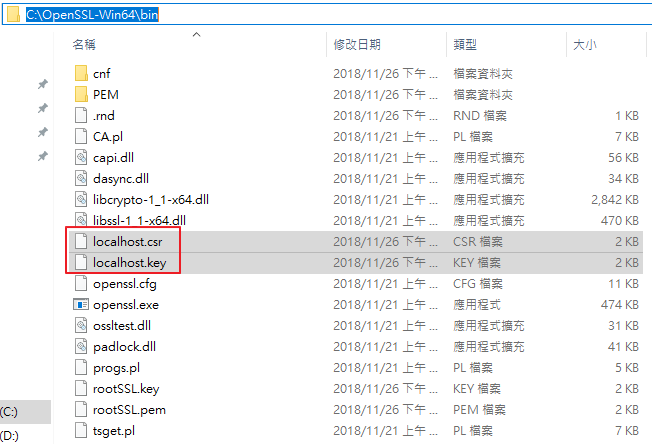 C:\OpenSSL-Win64\bin
名稱 修改日期 類型 大小
cnf 2018/11/26 下午 ... 檔案資料夾
PEM 2018/11/26 下午 ... 檔案資料夾
.rnd 2018/11/26 下午 ... RND 檔案 1 KB
CA.pl 2018/11/21 上午 ... PL 檔案 7 KB
capi.dll 2018/11/21 上午 ... 應用程式擴充 56 KB
dasync.dll 2018/11/21 上午 ... 應用程式擴充 34 KB
libcrypto-1_1-x64.dll 2018/11/21 上午 ... 應用程式擴充 2,842 KB
libssl-1_1-x64.dll 2018/11/21 上午 ... 應用程式擴充 470 KB
localhost.csr 2018/11/26 下午 ... CSR 檔案 2 KB
localhost.key 2018/11/26 下午 ... KEY 檔案 2 KB
openssl.cfg 2018/11/21 上午 ... CFG 檔案 11 KB
openssl.exe 2018/11/21 上午 ... 應用程式 474 KB
ossltest.dll 2018/11/21 上午 ... 應用程式擴充 31 KB
padlock.dll 2018/11/21 上午 ... 應用程式擴充 41 KB
progs.pl 2018/11/21 上午 ... PL 檔案 5 KB
rootSSL.key 2018/11/26 下午 ... KEY 檔案 2 KB
(C:) rootSSL.pem 2018/11/26 下午 ... PEM 檔案 2 KB
(D:) tsget.pl 2018/11/21 上午 ... PL 檔案 7 KB